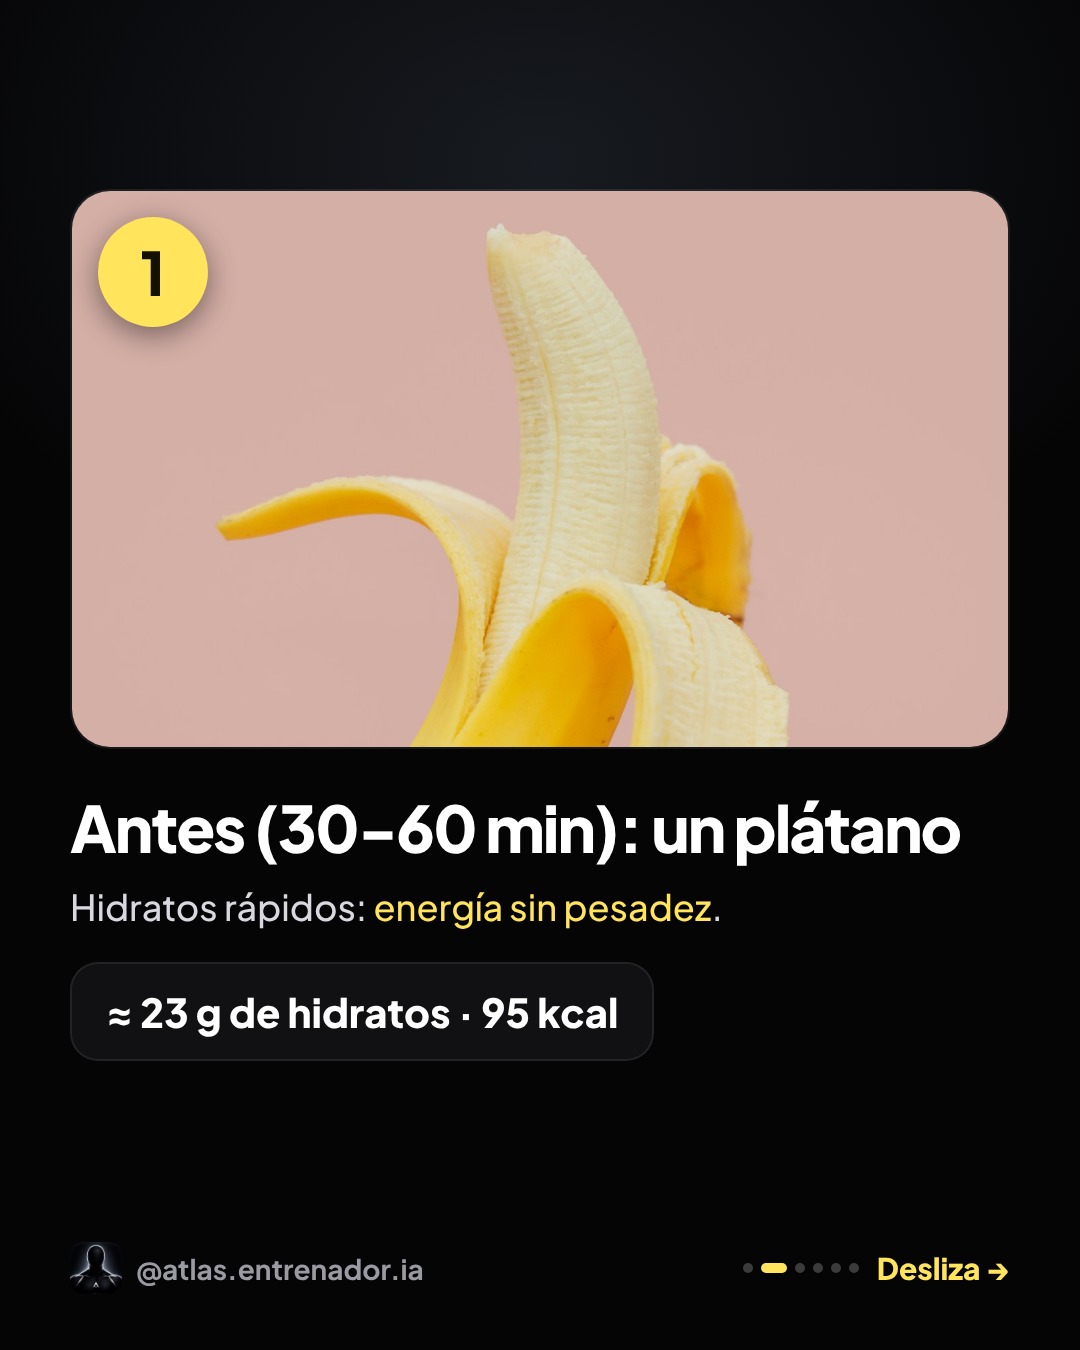 1
Antes (30–60 min): un plátano
Hidratos rápidos: energía sin pesadez.
≈ 23 g de hidratos · 95 kcal
@atlas.entrenador.ia
Desliza →